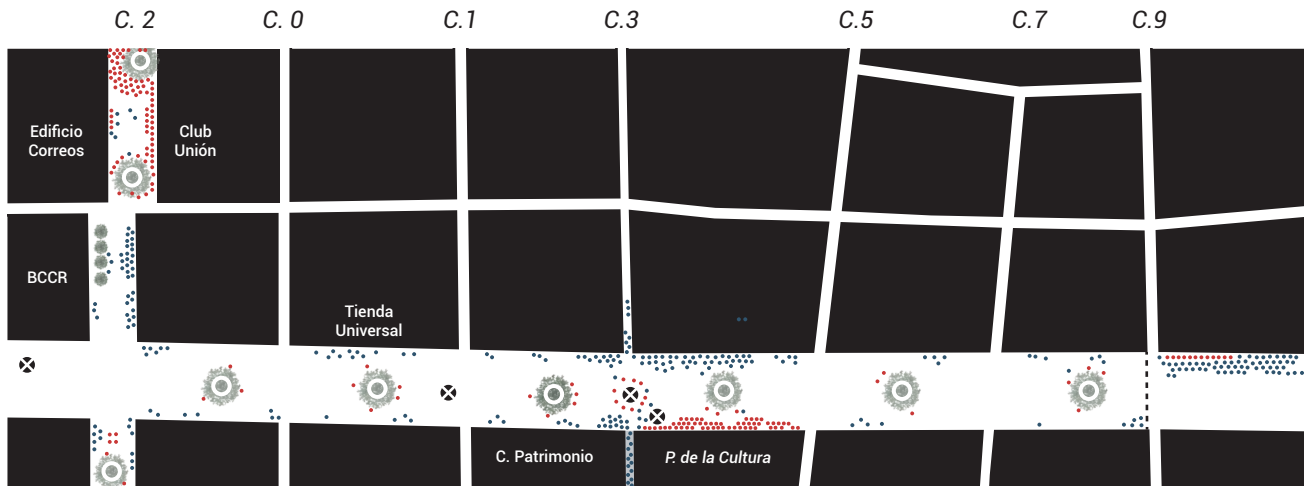 C. 2
C. 0
C.1
C.3
C.5
C.7
C.9
Edificio
Correos
Club
Unión
BCCR
Tienda
Universal
C. Patrimonio
P. de la Cultura